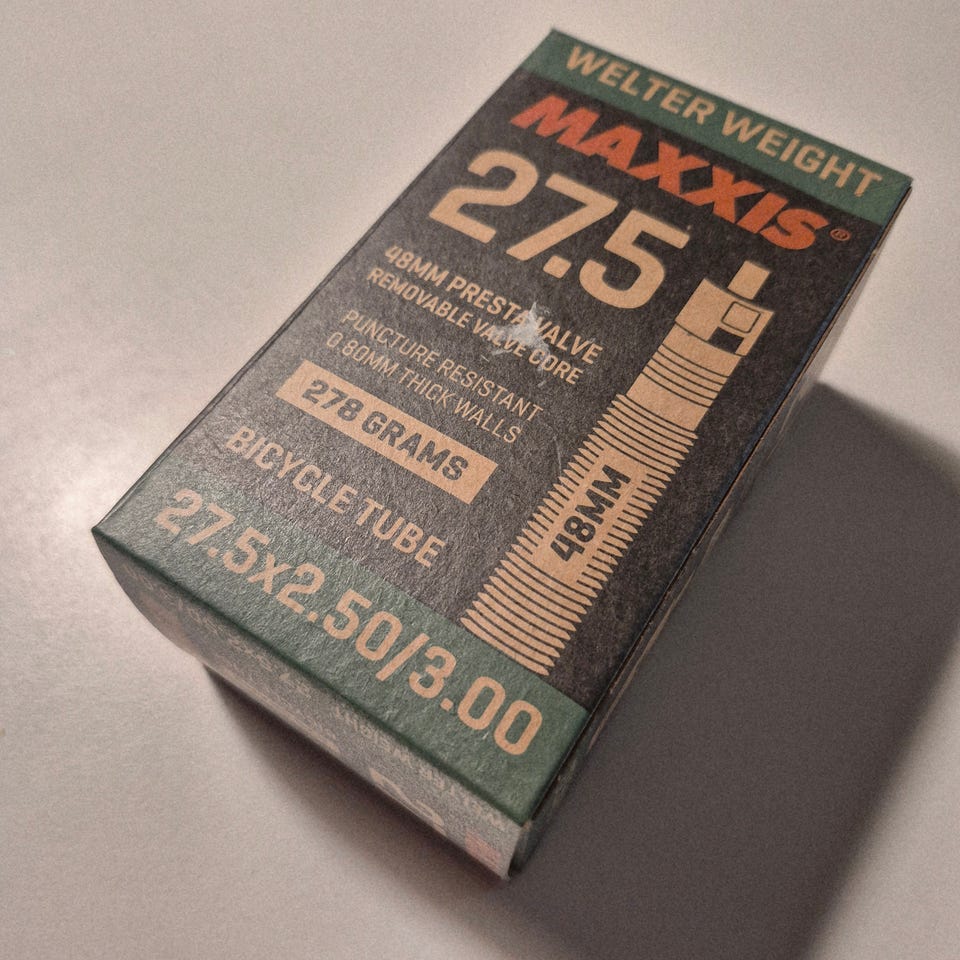 WELTER WEIGHT
MAXXIS®
27.5
48MM PRESTA VALVE
REMOVABLE VALVE CORE
PUNCTURE RESISTANT
0.80MM THICK WALLS
278 GRAMS
48MM
BICYCLE TUBE
27.5x2.50/3.00